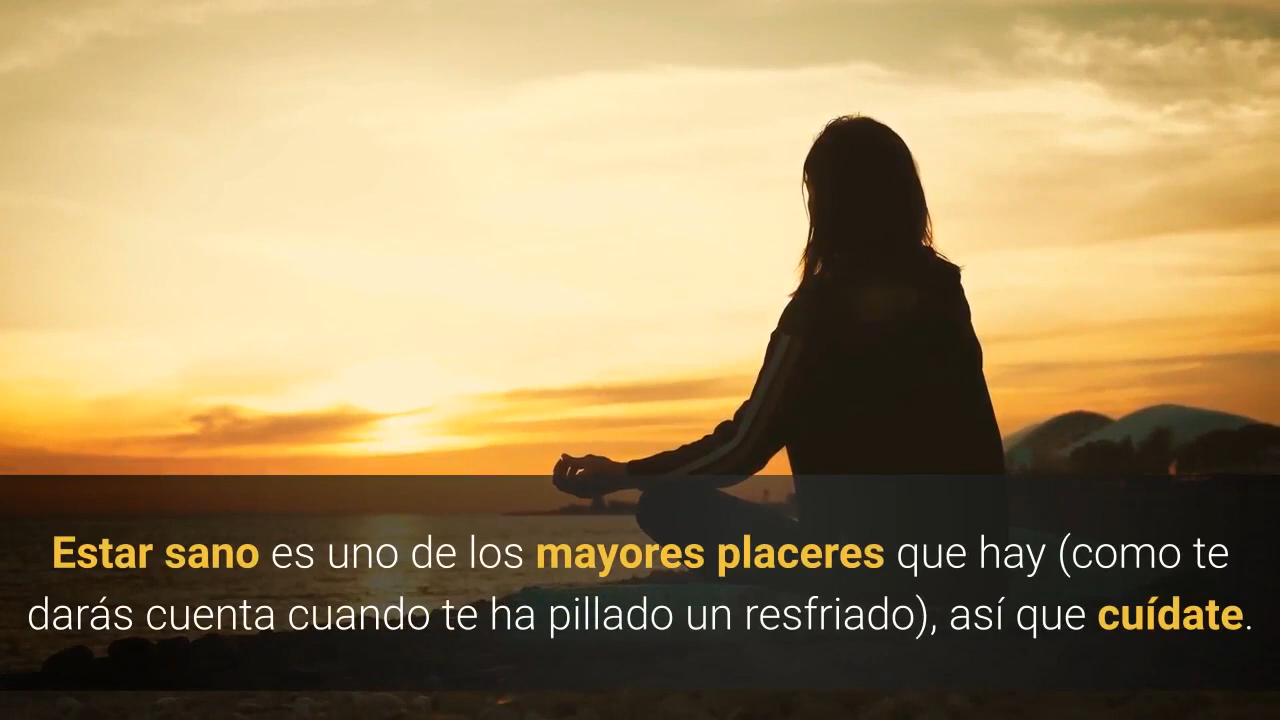 Estar sano es uno de los mayores placeres que hay (como te
darás cuenta cuando te ha pillado un resfriado), así que cuídate.